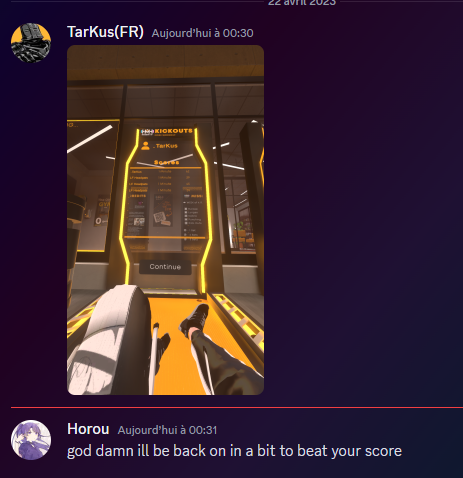 22 avril 2023
TarKus(FR) Aujourd’hui à 00:30
KICKOUTS
TarKus
Scores
Continue
Horou Aujourd’hui à 00:31
god damn ill be back on in a bit to beat your score